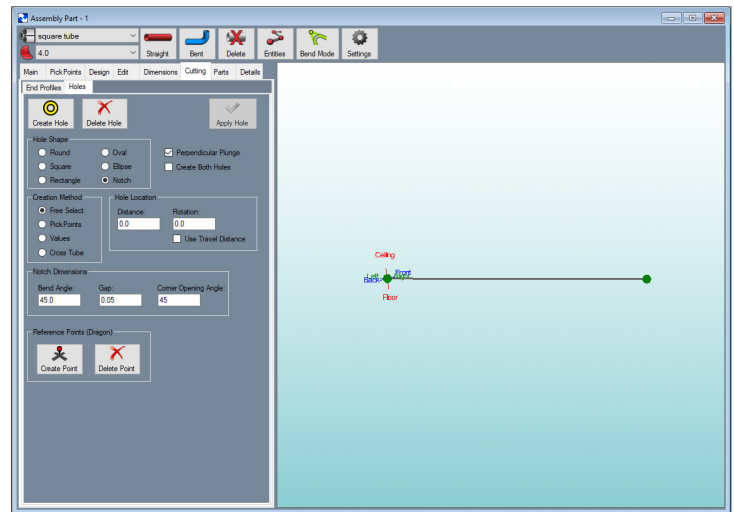 Assembly Part - 1
square tube
4.0
Straight Bent Delete Entities Bend Mode Settings
Main PickPoints Design Edit Dimensions Cutting Parts Details
End Profiles Holes
Create Hole Delete Hole Apply Hole
Hole Shape
Round Oval Perpendicular Plunge
Square Ellipse Create Both Holes
Rectangle Notch
Creation Method Hole Location
Free Select Distance: Rotation:
PickPoints 0.0 0.0
Values Use Travel Distance
Cross Tube
Ceiling
Left Front
Back
Floor
Notch Dimensions
Bend Angle: Gap: Corner Opening Angle:
45.0 0.05 45
Reference Points (Dragon)
Create Point Delete Point